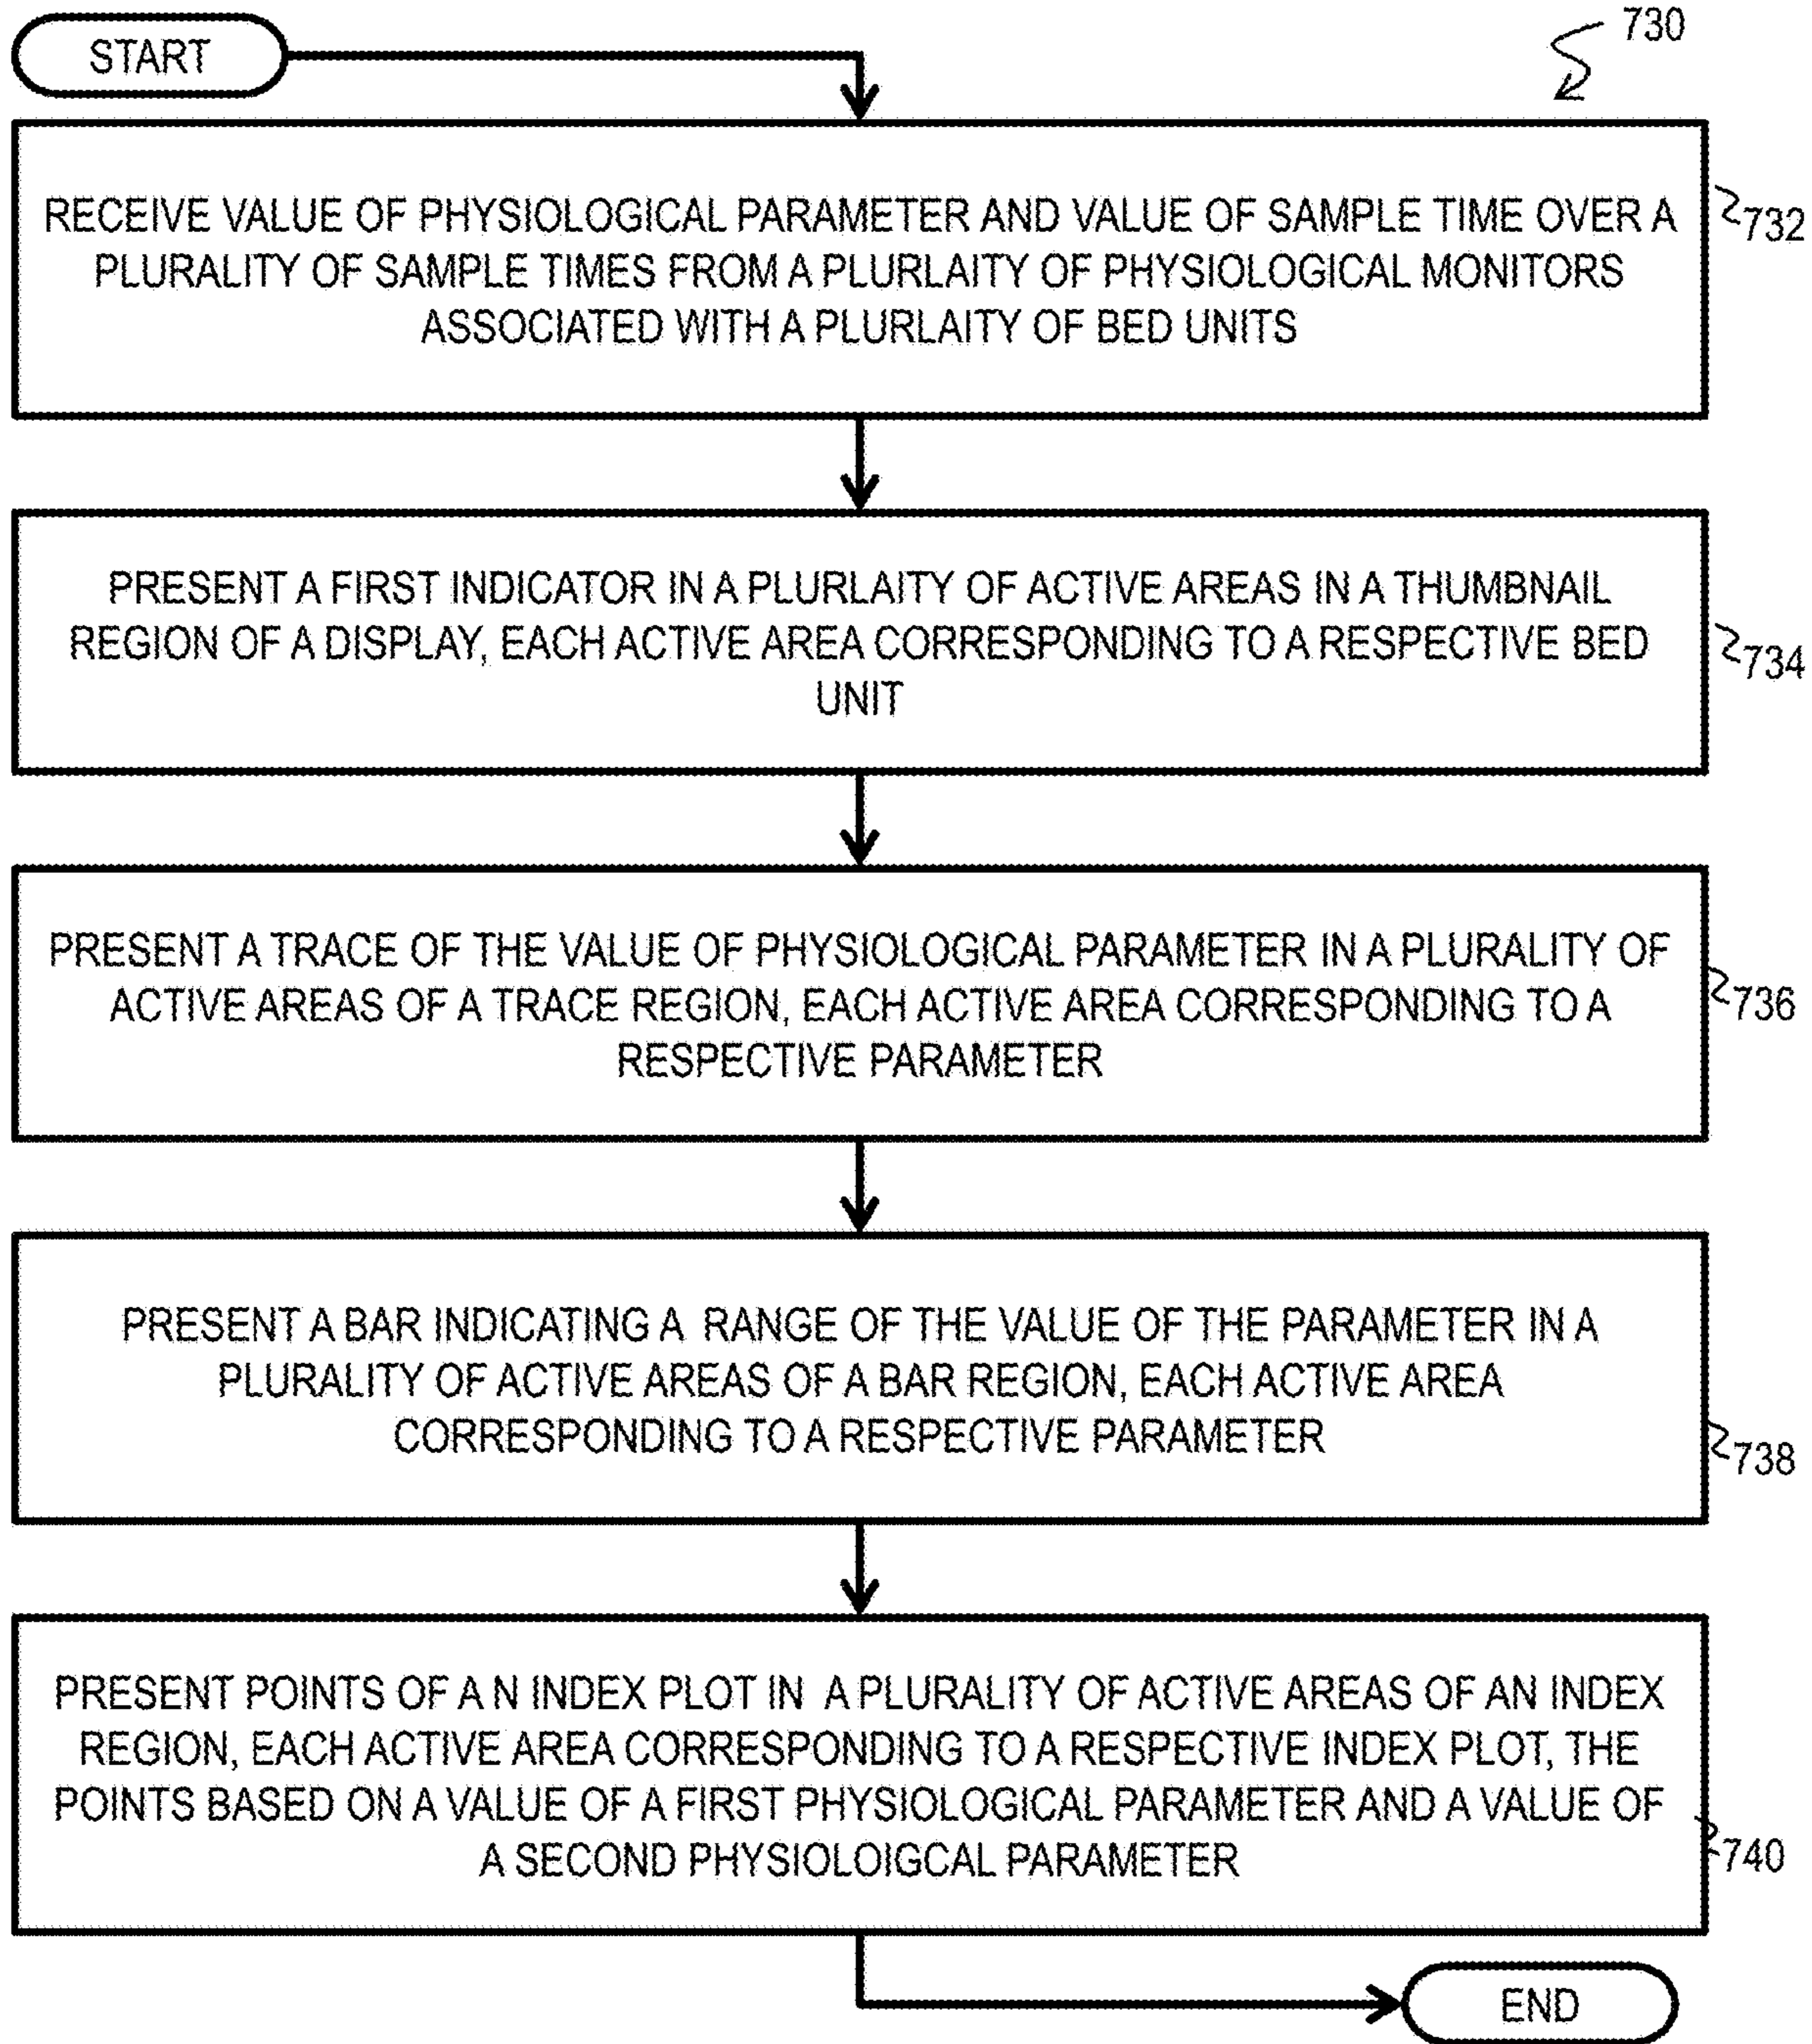 START
730
RECEIVE VALUE OF PHYSIOLOGICAL PARAMETER AND VALUE OF SAMPLE TIME OVER A
PLURALITY OF SAMPLE TIMES FROM A PLURLAITY OF PHYSIOLOGICAL MONITORS
ASSOCIATED WITH A PLURLAITY OF BED UNITS
732
PRESENT A FIRST INDICATOR IN A PLURLAITY OF ACTIVE AREAS IN A THUMBNAIL
REGION OF A DISPLAY, EACH ACTIVE AREA CORRESPONDING TO A RESPECTIVE BED
UNIT
734
PRESENT A TRACE OF THE VALUE OF PHYSIOLOGICAL PARAMETER IN A PLURALITY OF
ACTIVE AREAS OF A TRACE REGION, EACH ACTIVE AREA CORRESPONDING TO A
RESPECTIVE PARAMETER
736
PRESENT A BAR INDICATING A RANGE OF THE VALUE OF THE PARAMETER IN A
PLURALITY OF ACTIVE AREAS OF A BAR REGION, EACH ACTIVE AREA
CORRESPONDING TO A RESPECTIVE PARAMETER
738
PRESENT POINTS OF A N INDEX PLOT IN A PLURALITY OF ACTIVE AREAS OF AN INDEX
REGION, EACH ACTIVE AREA CORRESPONDING TO A RESPECTIVE INDEX PLOT, THE
POINTS BASED ON A VALUE OF A FIRST PHYSIOLOGICAL PARAMETER AND A VALUE OF
A SECOND PHYSIOLOIGCAL PARAMETER
740
END